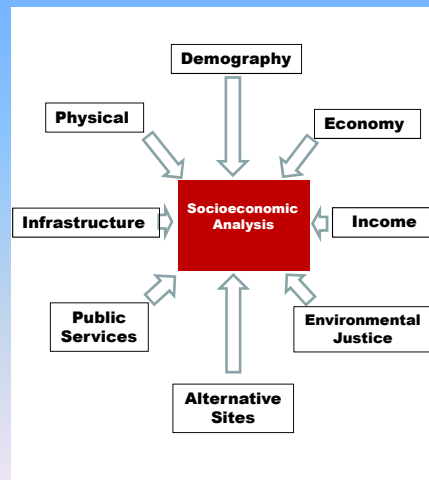 Demography
Physical
Economy
Socioeconomic
Analysis
Infrastructure
Income
Public
Services
Environmental
Justice
Alternative
Sites